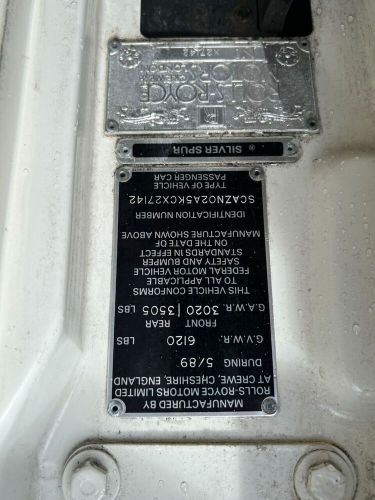 MANUFACTURED BY
ROLLS-ROYCE MOTORS LIMITED
AT CREWE, CHESHIRE, ENGLAND
DURING 5/89
G.V.W.R. 6120 LBS
FRONT REAR
G.A.W.R. 3020 | 3505 LBS
THIS VEHICLE CONFORMS
TO ALL APPLICABLE
FEDERAL MOTOR VEHICLE
SAFETY AND BUMPER
STANDARDS IN EFFECT
ON THE DATE OF
MANUFACTURE SHOWN ABOVE
IDENTIFICATION NUMBER
SCAZN02A5KCX27142
TYPE OF VEHICLE
PASSENGER CAR
® SILVER SPUR
ROLLS-ROYCE
MOTORS
X27142